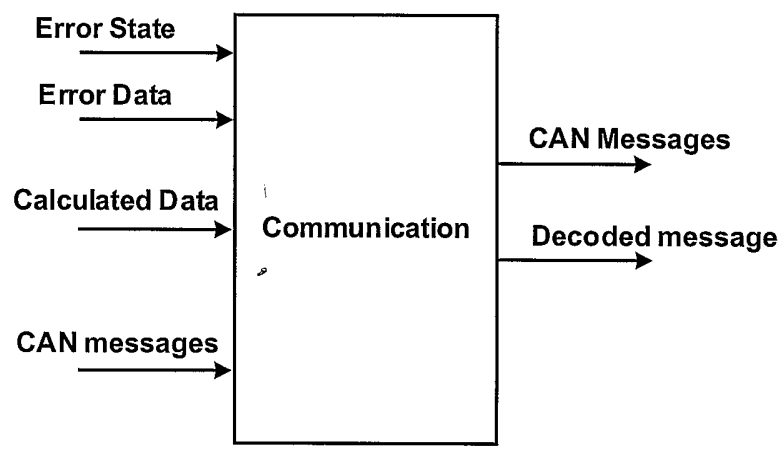 Error State
Error Data
Calculated Data
CAN messages
Communication
CAN Messages
Decoded message